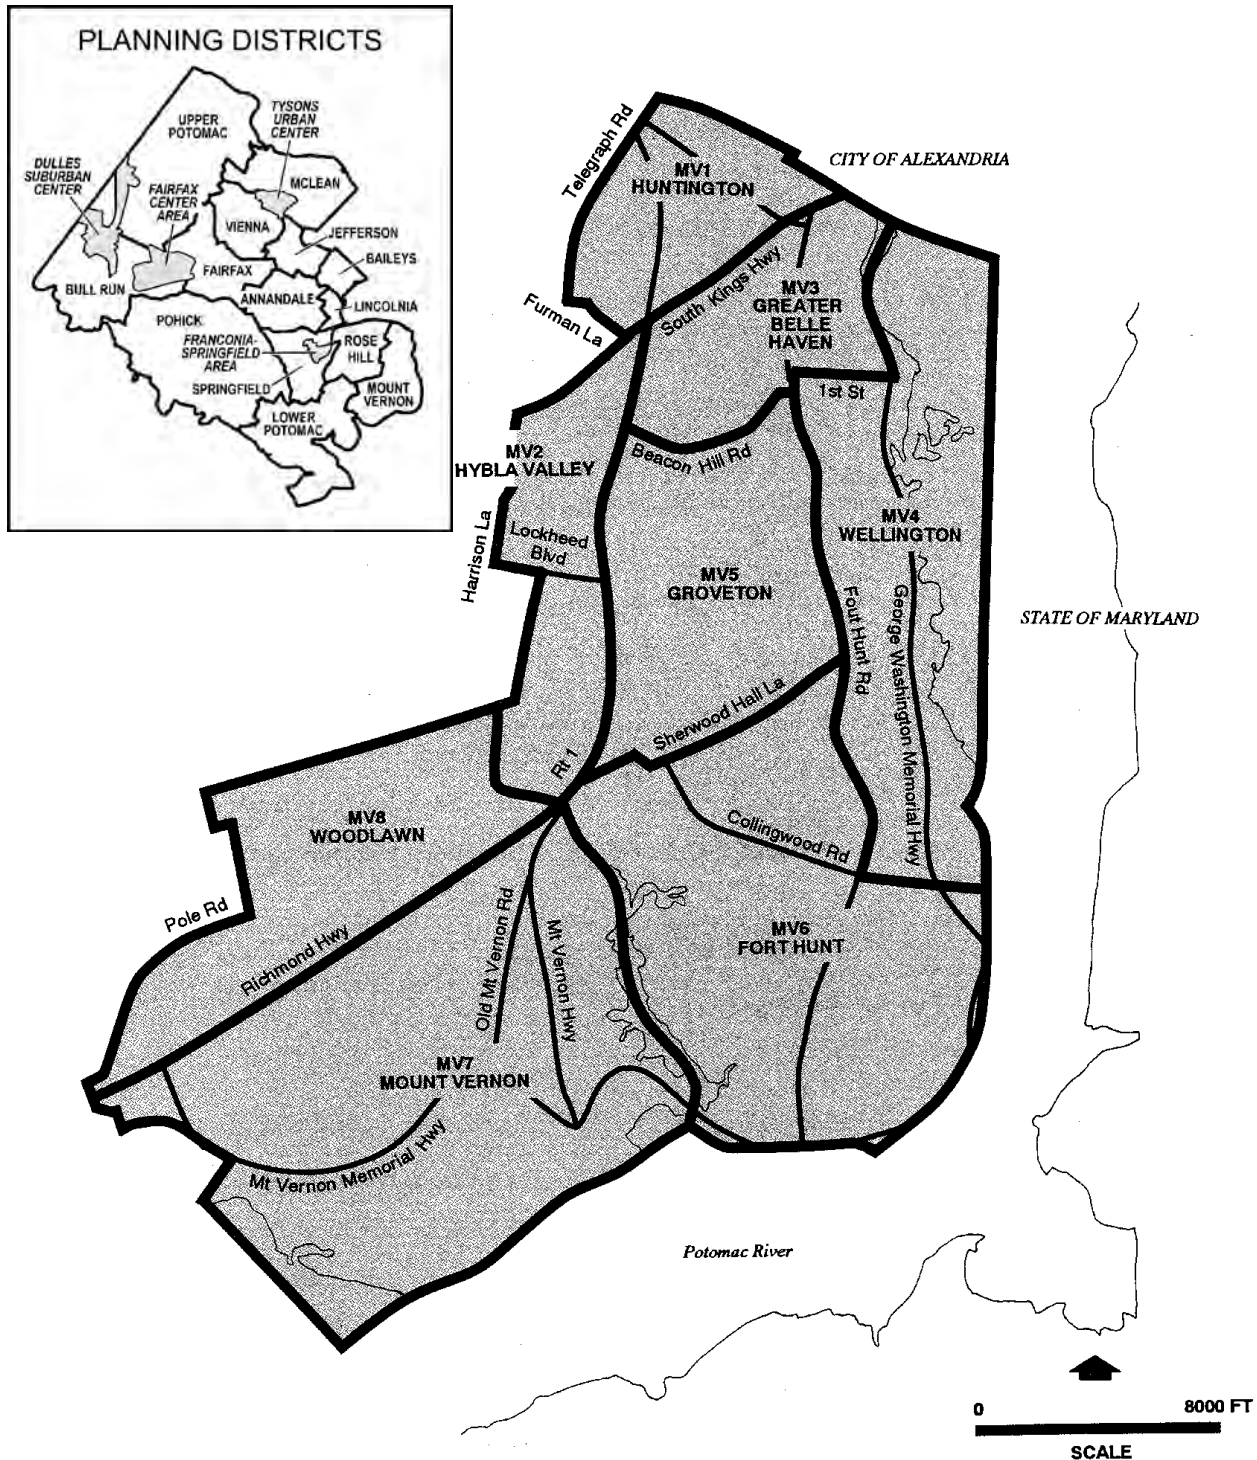 PLANNING DISTRICTS
UPPER
POTOMAC
TYSONS
URBAN
CENTER
DULLES
SUBURBAN
CENTER
FAIRFAX
CENTER
AREA
MCLEAN
VIENNA
JEFFERSON
BAILEYS
FAIRFAX
BULL RUN
ANNANDALE
LINCOLNIA
POHICK
FRANCONIA-
SPRINGFIELD
AREA
ROSE
HILL
SPRINGFIELD
MOUNT
VERNON
LOWER
POTOMAC
Telegraph Rd
CITY OF ALEXANDRIA
MV1
HUNTINGTON
South Kings Hwy
Furman La
MV3
GREATER
BELLE
HAVEN
1st St
Beacon Hill Rd
MV2
HYBLA VALLEY
Harrison La
Lockheed
Blvd
MV4
WELLINGTON
MV5
GROVETON
Fout Hunt Rd
George Washington Memorial Hwy
STATE OF MARYLAND
Sherwood Hall La
Rt 1
MV8
WOODLAWN
Collingwood Rd
Pole Rd
Richmond Hwy
Old Mt Vernon Rd
Mt Vernon Hwy
MV6
FORT HUNT
MV7
MOUNT VERNON
Mt Vernon Memorial Hwy
Potomac River
0
8000 FT
SCALE